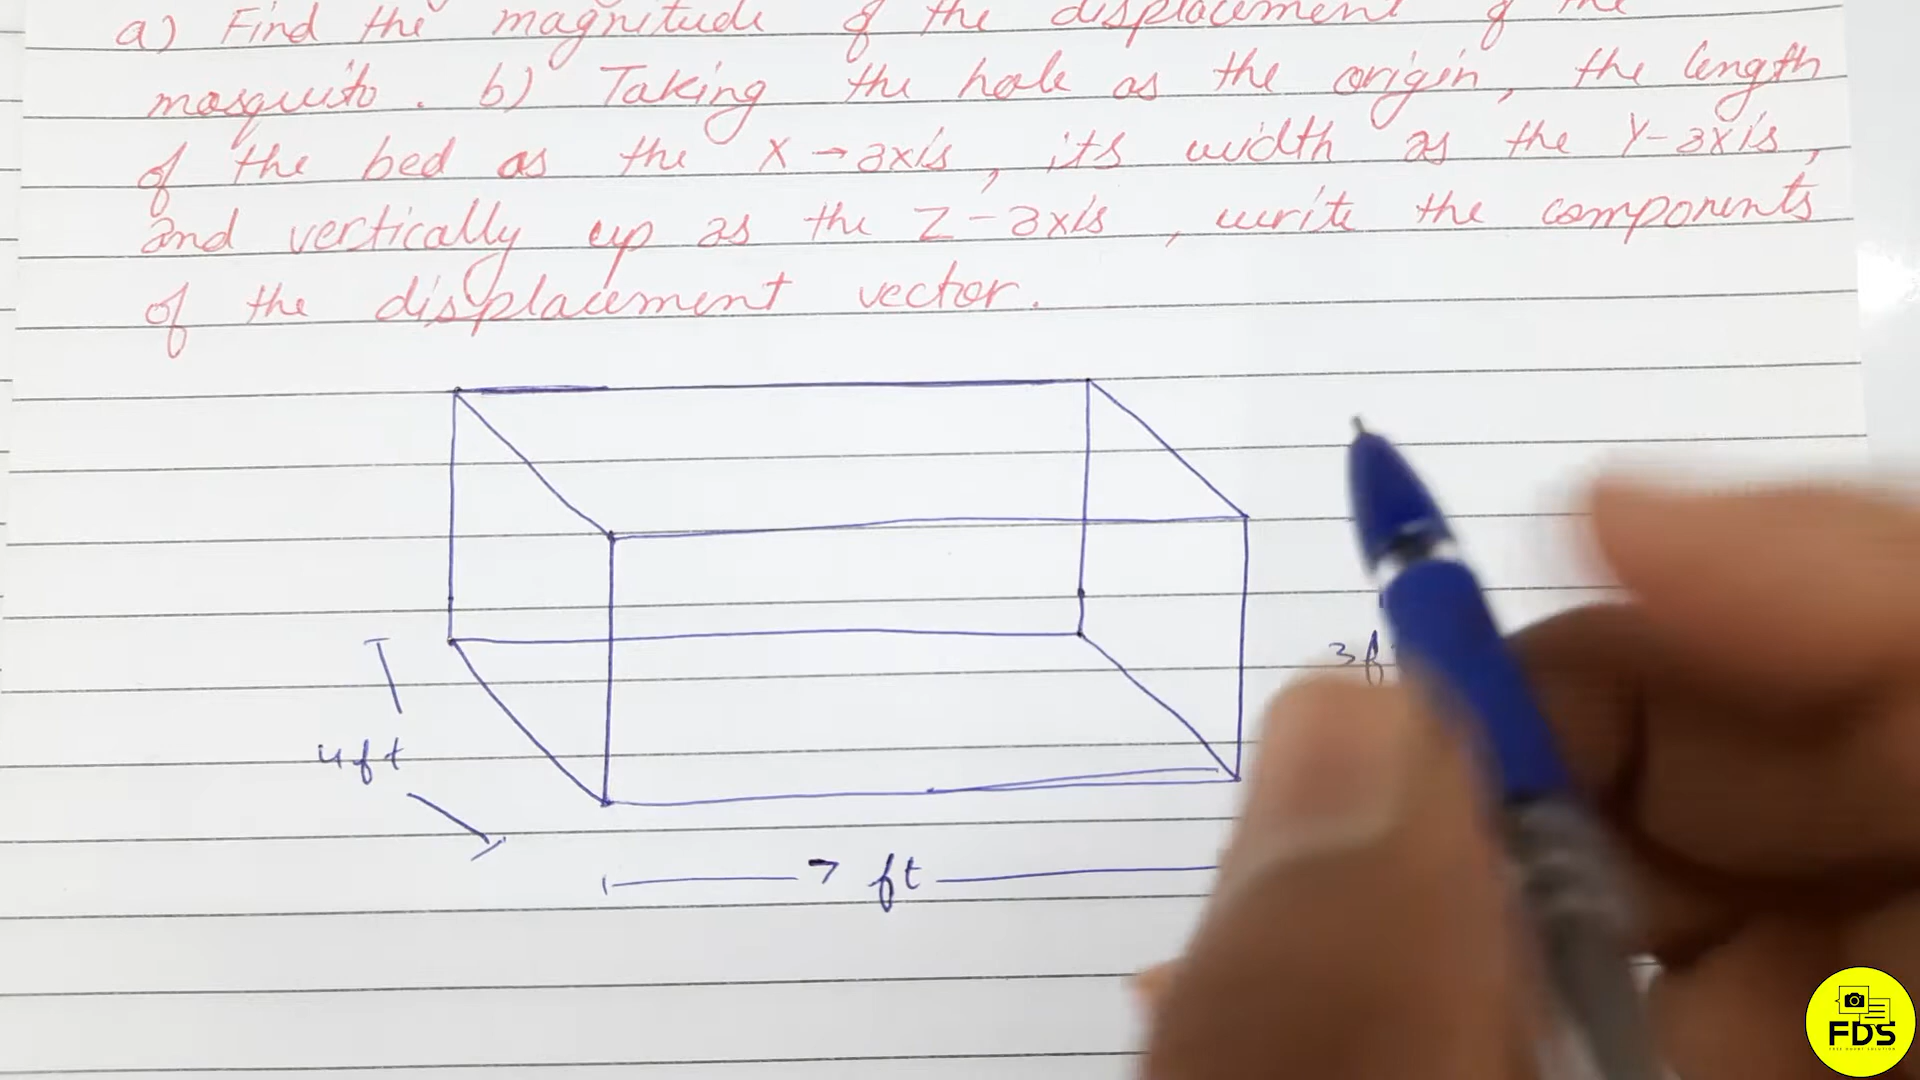 a) Find the magnitude of the displacement of the
mosquito. b) Taking the hole as the origin, the length
of the bed as the X-axis, its width as the Y-axis,
and vertically up as the Z-axis, write the components
of the displacement vector.
3f
4ft
7 ft
FDS